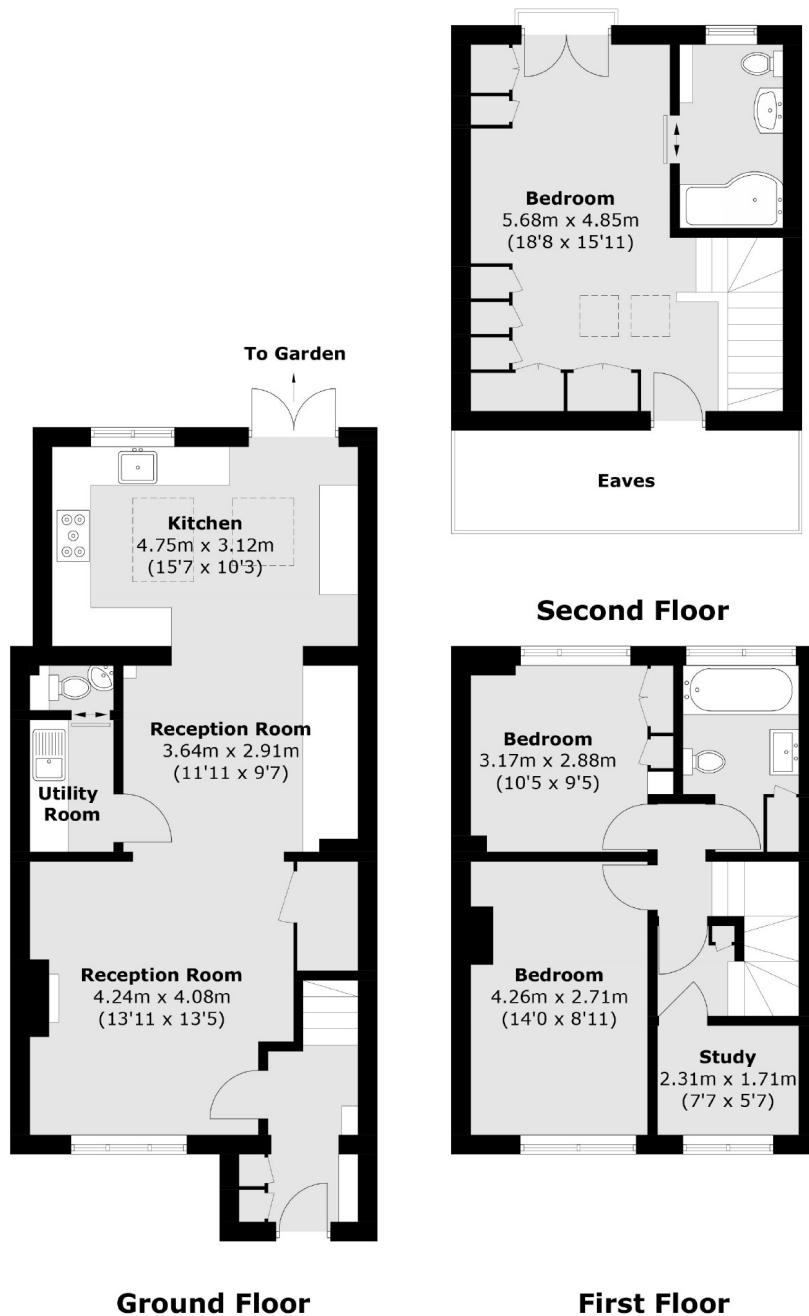 Bedroom
5.68m x 4.85m
(18'8 x 15'11)
Eaves
Second Floor
To Garden
Kitchen
4.75m x 3.12m
(15'7 x 10'3)
Reception Room
3.64m x 2.91m
(11'11 x 9'7)
Utility
Room
Reception Room
4.24m x 4.08m
(13'11 x 13'5)
Ground Floor
Bedroom
3.17m x 2.88m
(10'5 x 9'5)
Bedroom
4.26m x 2.71m
(14'0 x 8'11)
Study
2.31m x 1.71m
(7'7 x 5'7)
First Floor